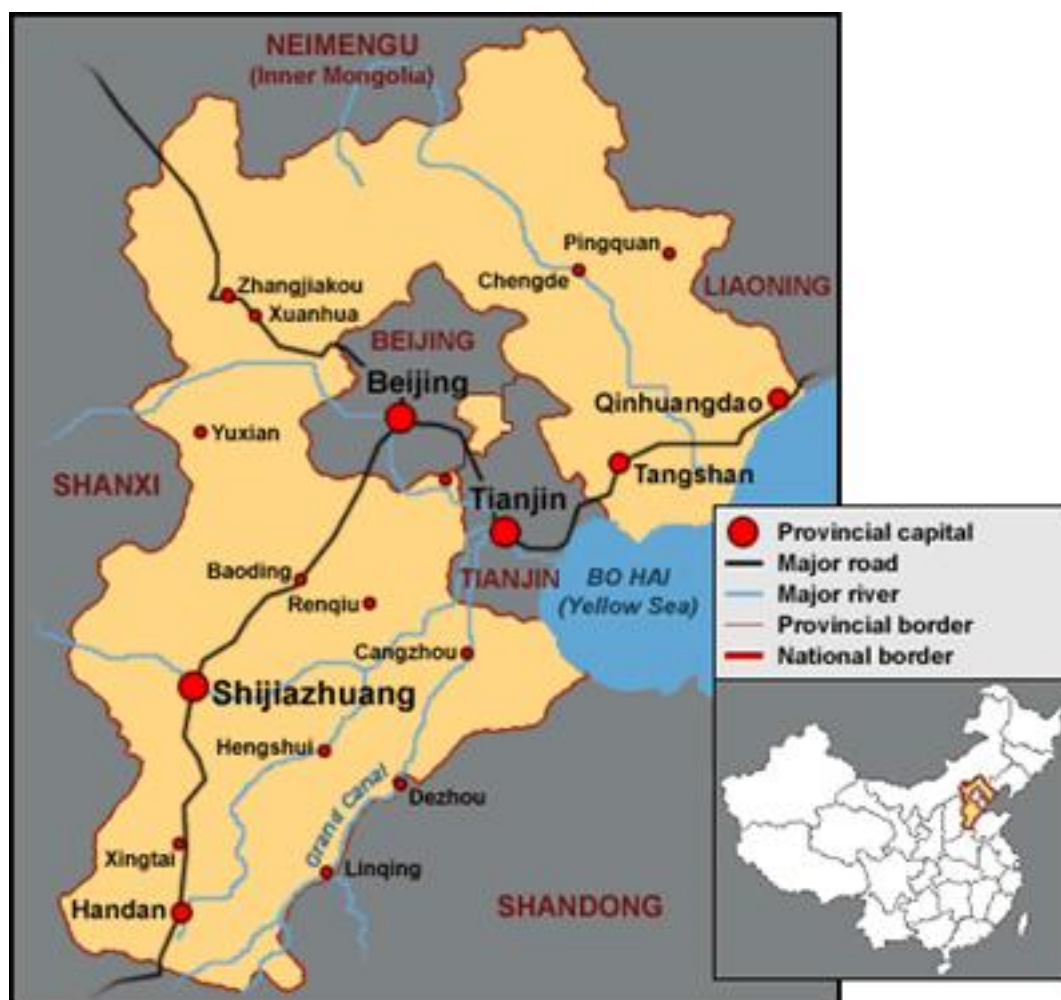 NEIMENGU
(Inner Mongolia)
Pingquan
Chengde
LIAONING
Zhangjiakou
Xuanhua
BEIJING
Beijing
Qinhuangdao
Yuxian
Tangshan
SHANXI
Tianjin
Provincial capital
Major road
Major river
Provincial border
National border
BO HAI
(Yellow Sea)
TIANJIN
Baoding
Renqiu
Cangzhou
Shijiazhuang
Hengshui
Grand Canal
Dezhou
Xingtai
Linqing
Handan
SHANDONG